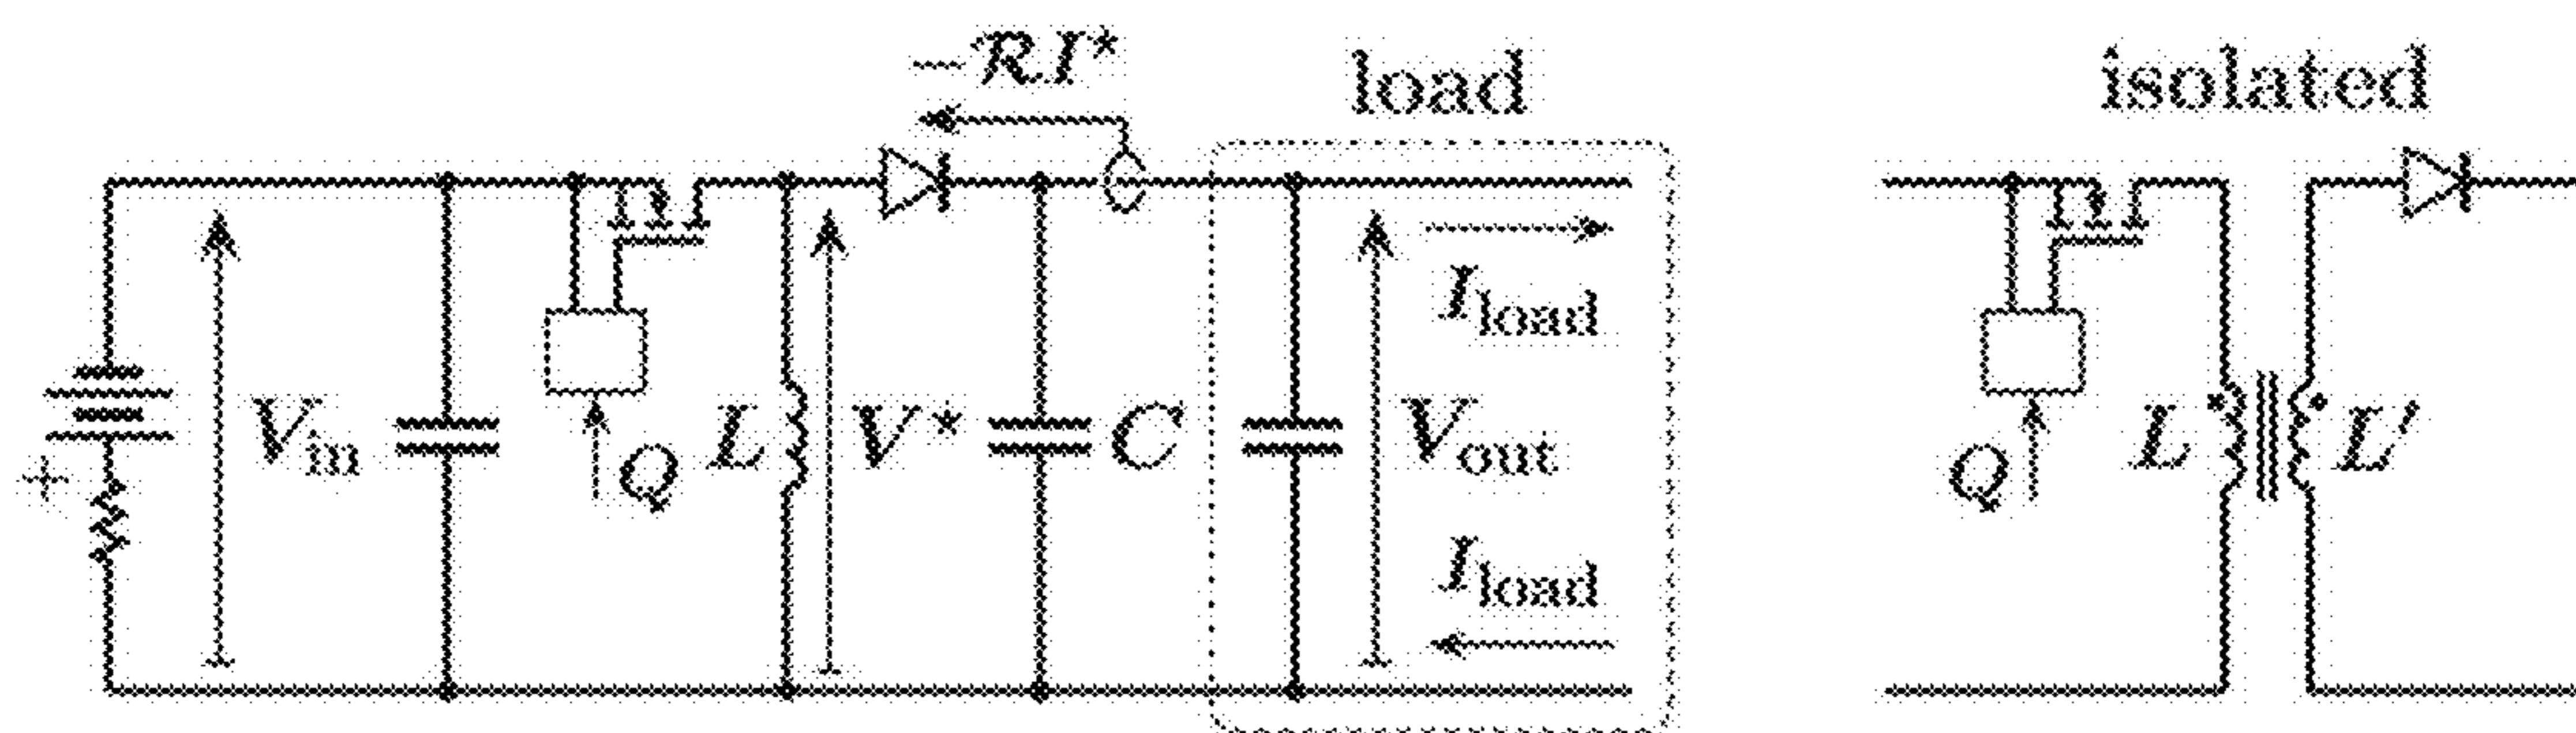 −ℛI*
load
isolated
I_load
V_in
L
V*
C
V_out
L
L'
+
Q
Q
I_load